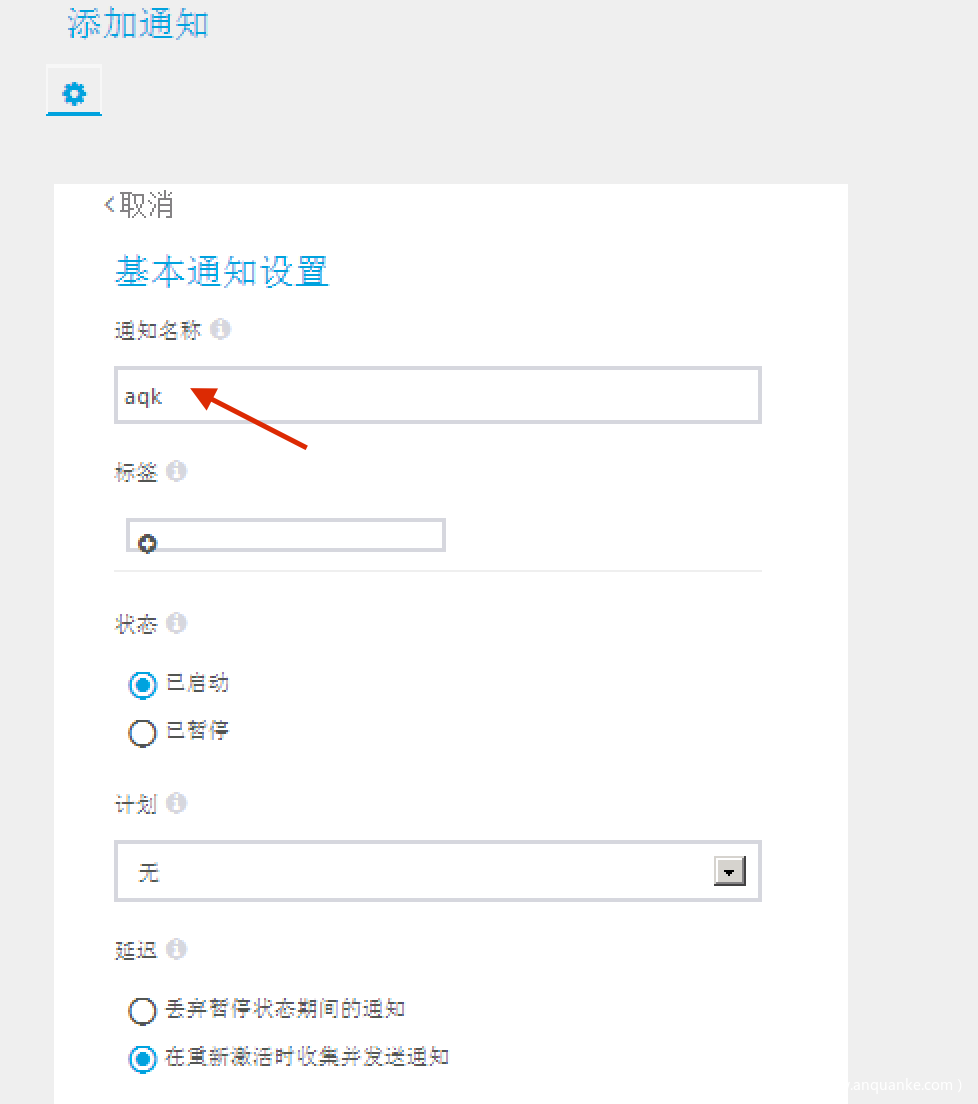 添加通知
<取消
基本通知设置
通知名称
aqk
标签
状态
已启动
已暂停
计划
无
延迟
丢弃暂停状态期间的通知
在重新激活时收集并发送通知
anquanke.com )